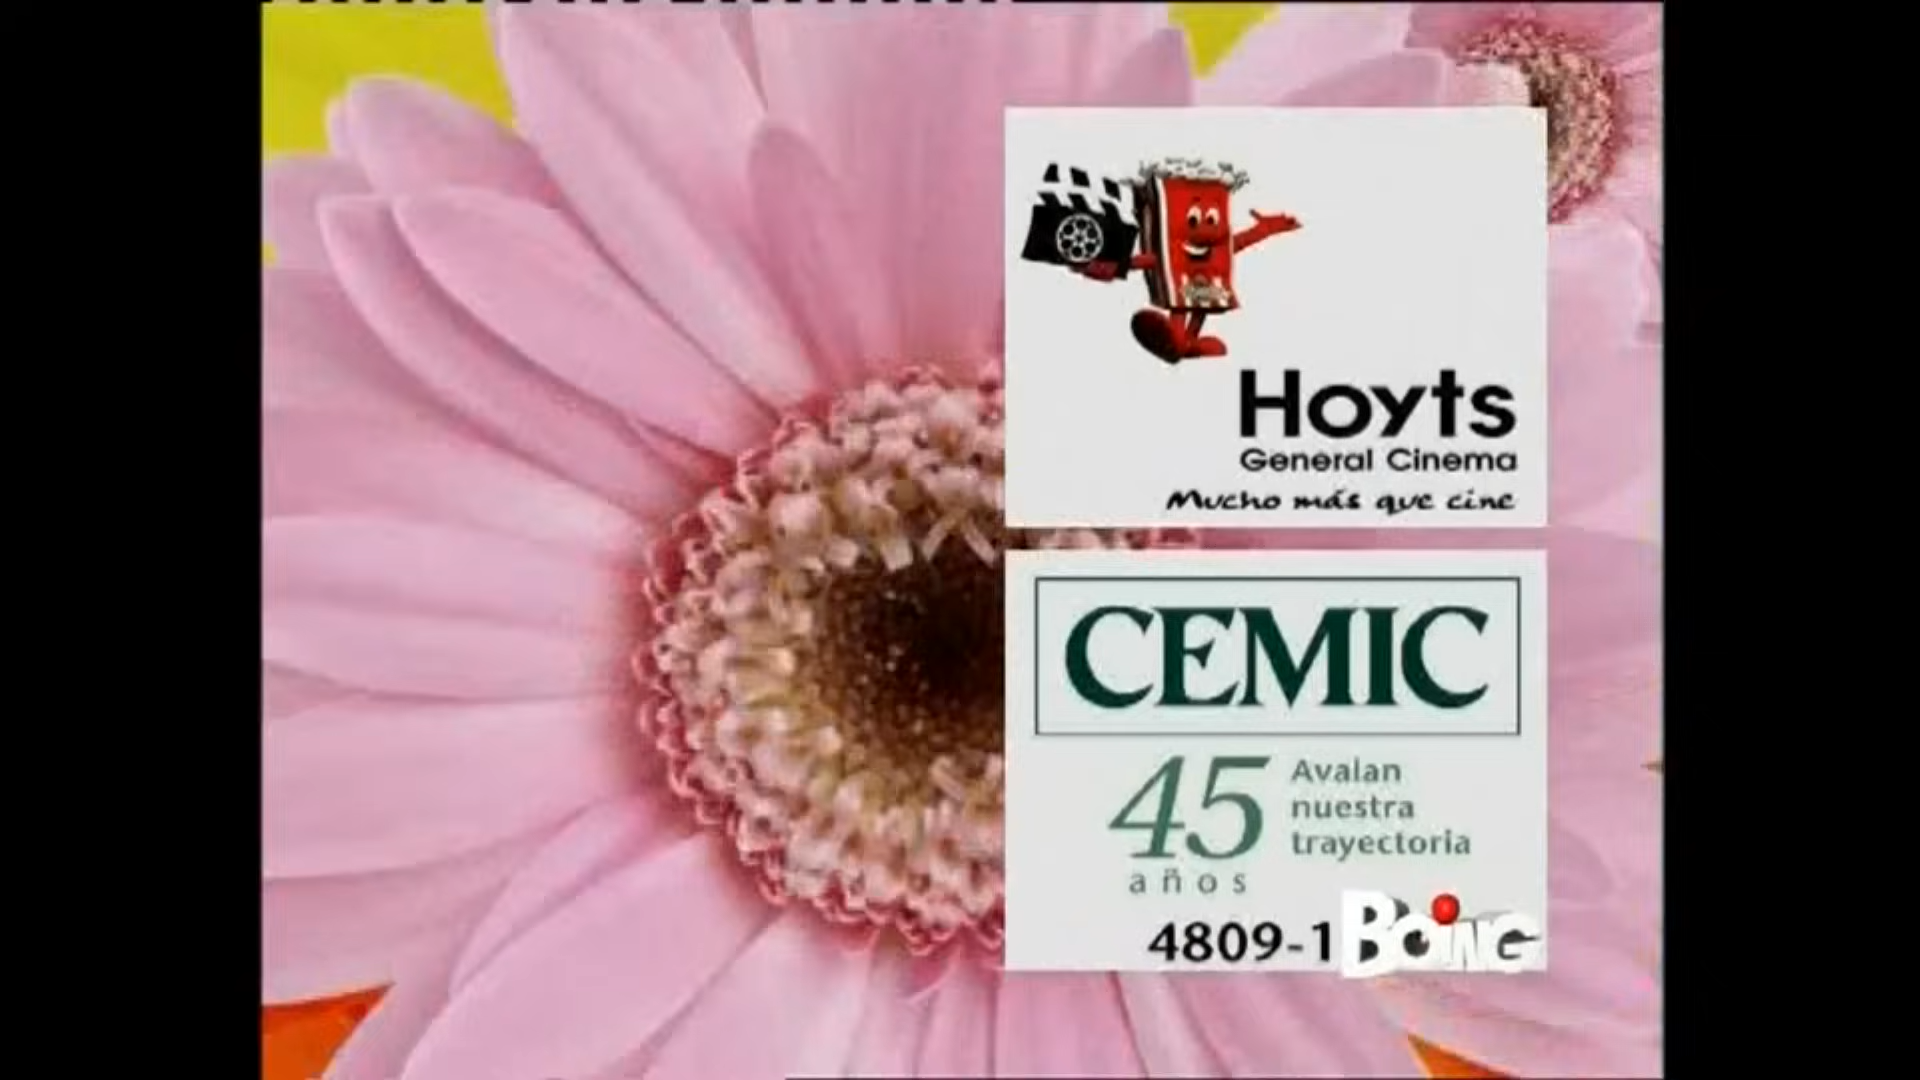 Hoyts
General Cinema
Mucho más que cine
CEMIC
45
años
Avalan
nuestra
trayectoria
4809-1
BOING